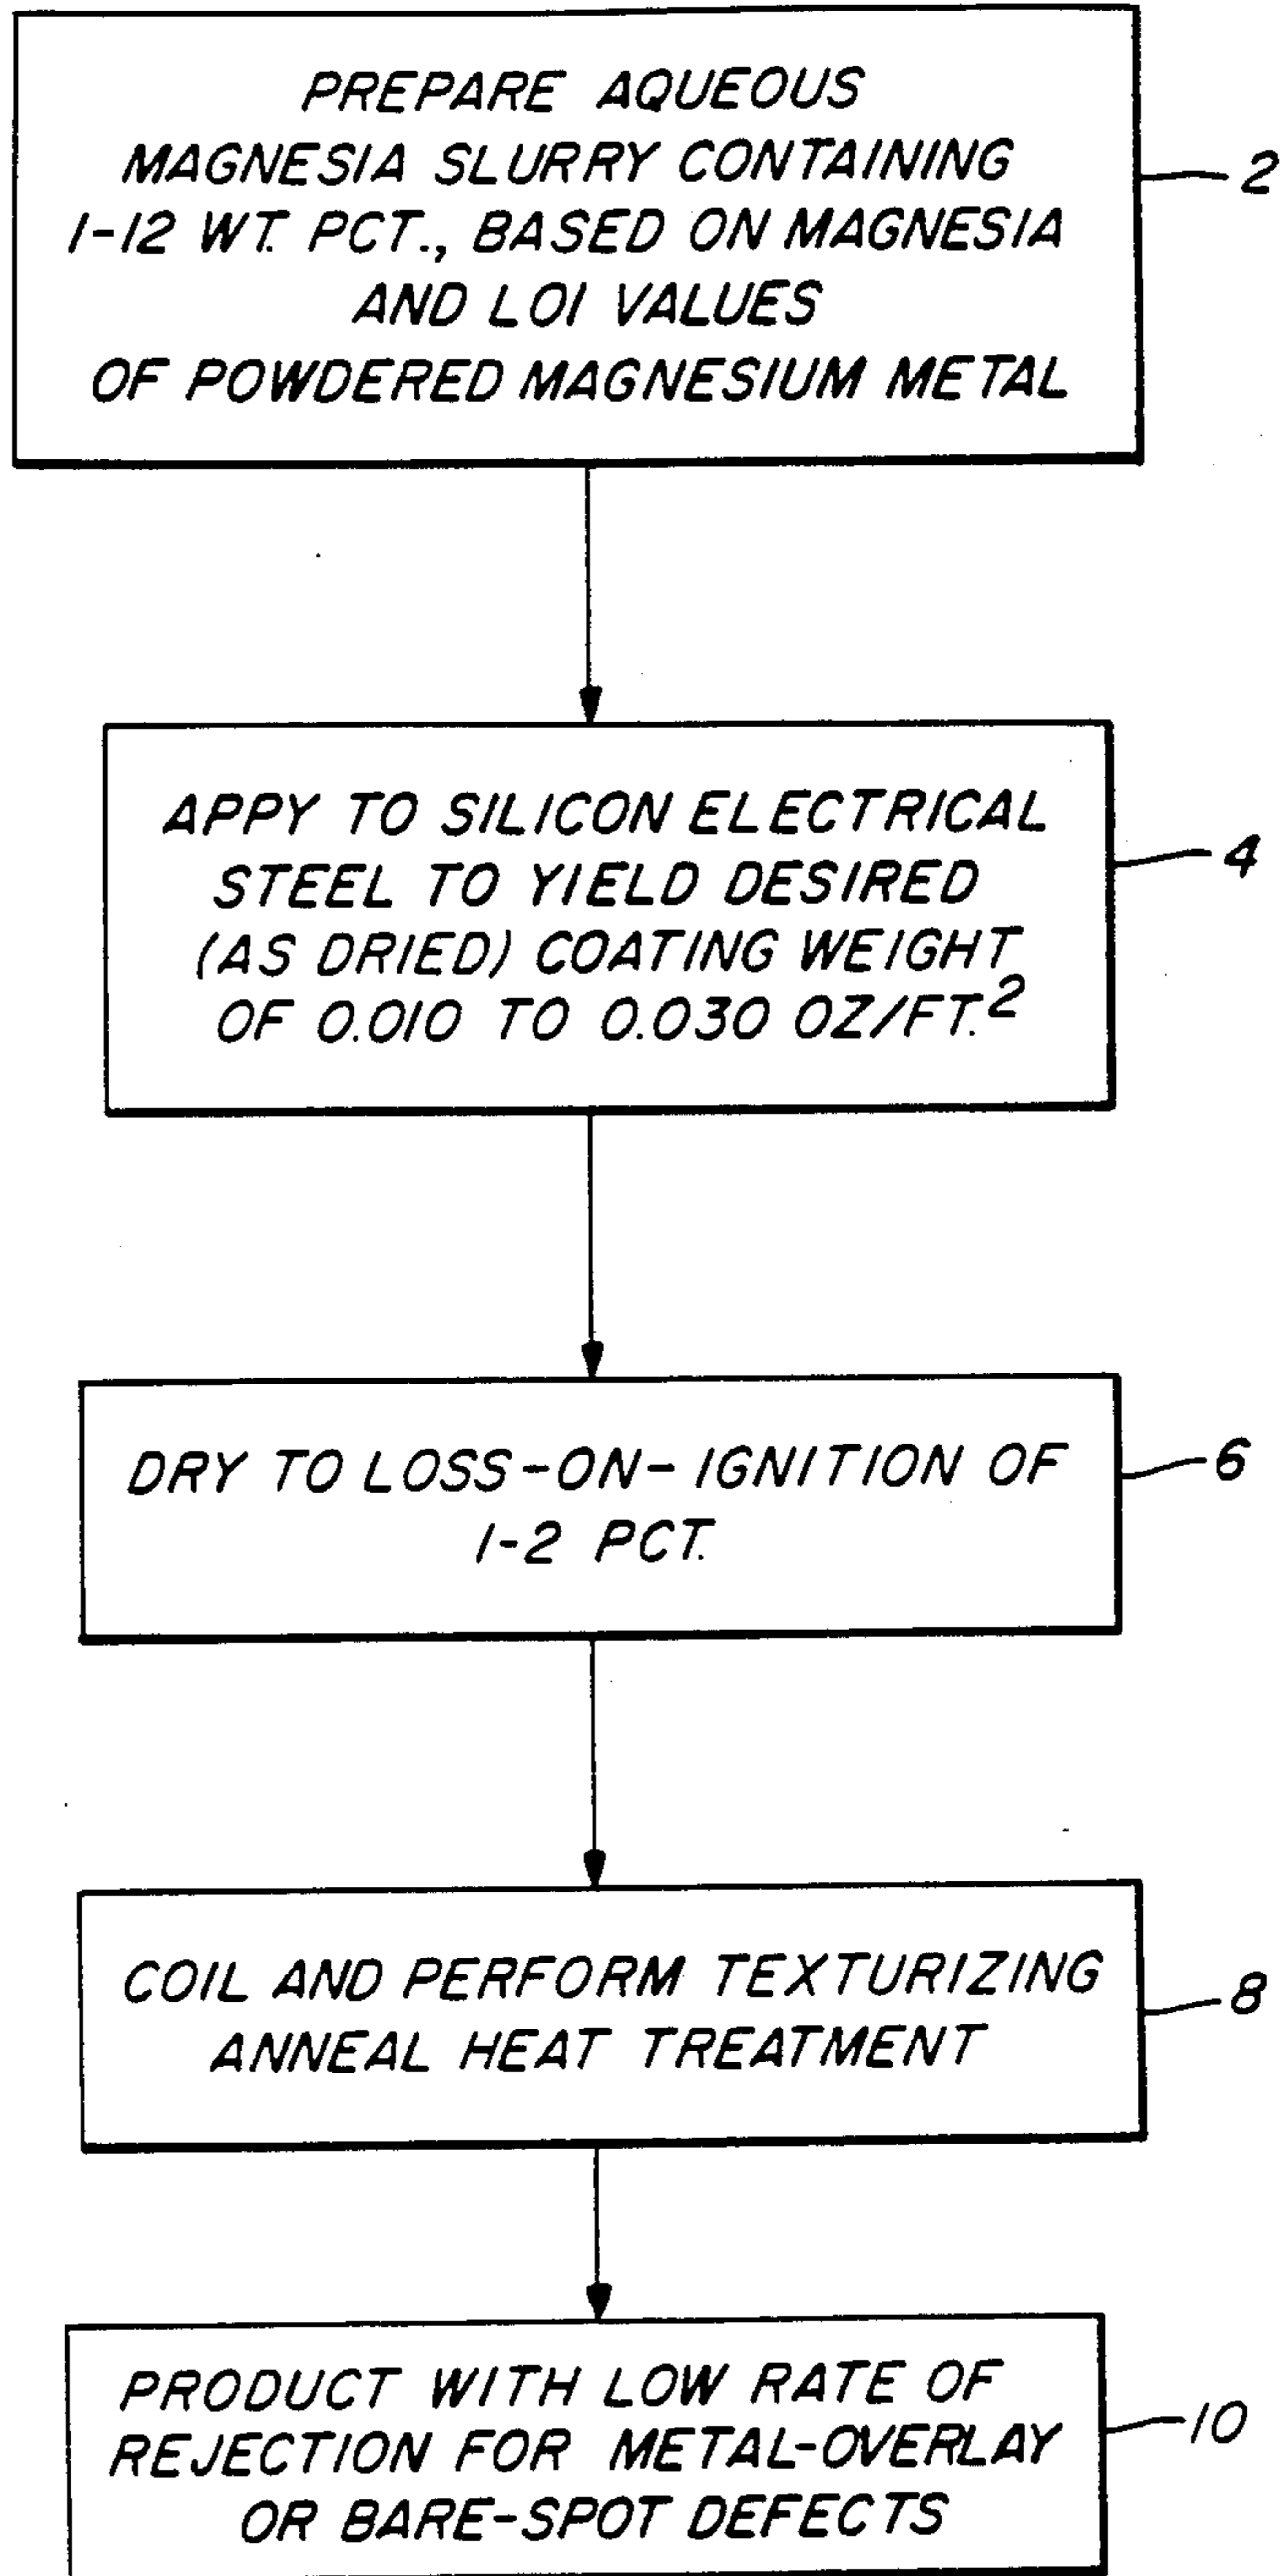 PREPARE AQUEOUS
MAGNESIA SLURRY CONTAINING
1-12 WT. PCT., BASED ON MAGNESIA
AND LOI VALUES
OF POWDERED MAGNESIUM METAL
2
APPY TO SILICON ELECTRICAL
STEEL TO YIELD DESIRED
(AS DRIED) COATING WEIGHT
OF 0.010 TO 0.030 OZ/FT.²
4
DRY TO LOSS-ON-IGNITION OF
1-2 PCT.
6
COIL AND PERFORM TEXTURIZING
ANNEAL HEAT TREATMENT
8
PRODUCT WITH LOW RATE OF
REJECTION FOR METAL-OVERLAY
OR BARE-SPOT DEFECTS
10